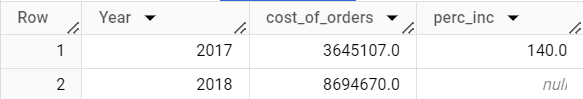 Row Year cost_of_orders perc_inc
1 2017 3645107.0 140.0
2 2018 8694670.0 null